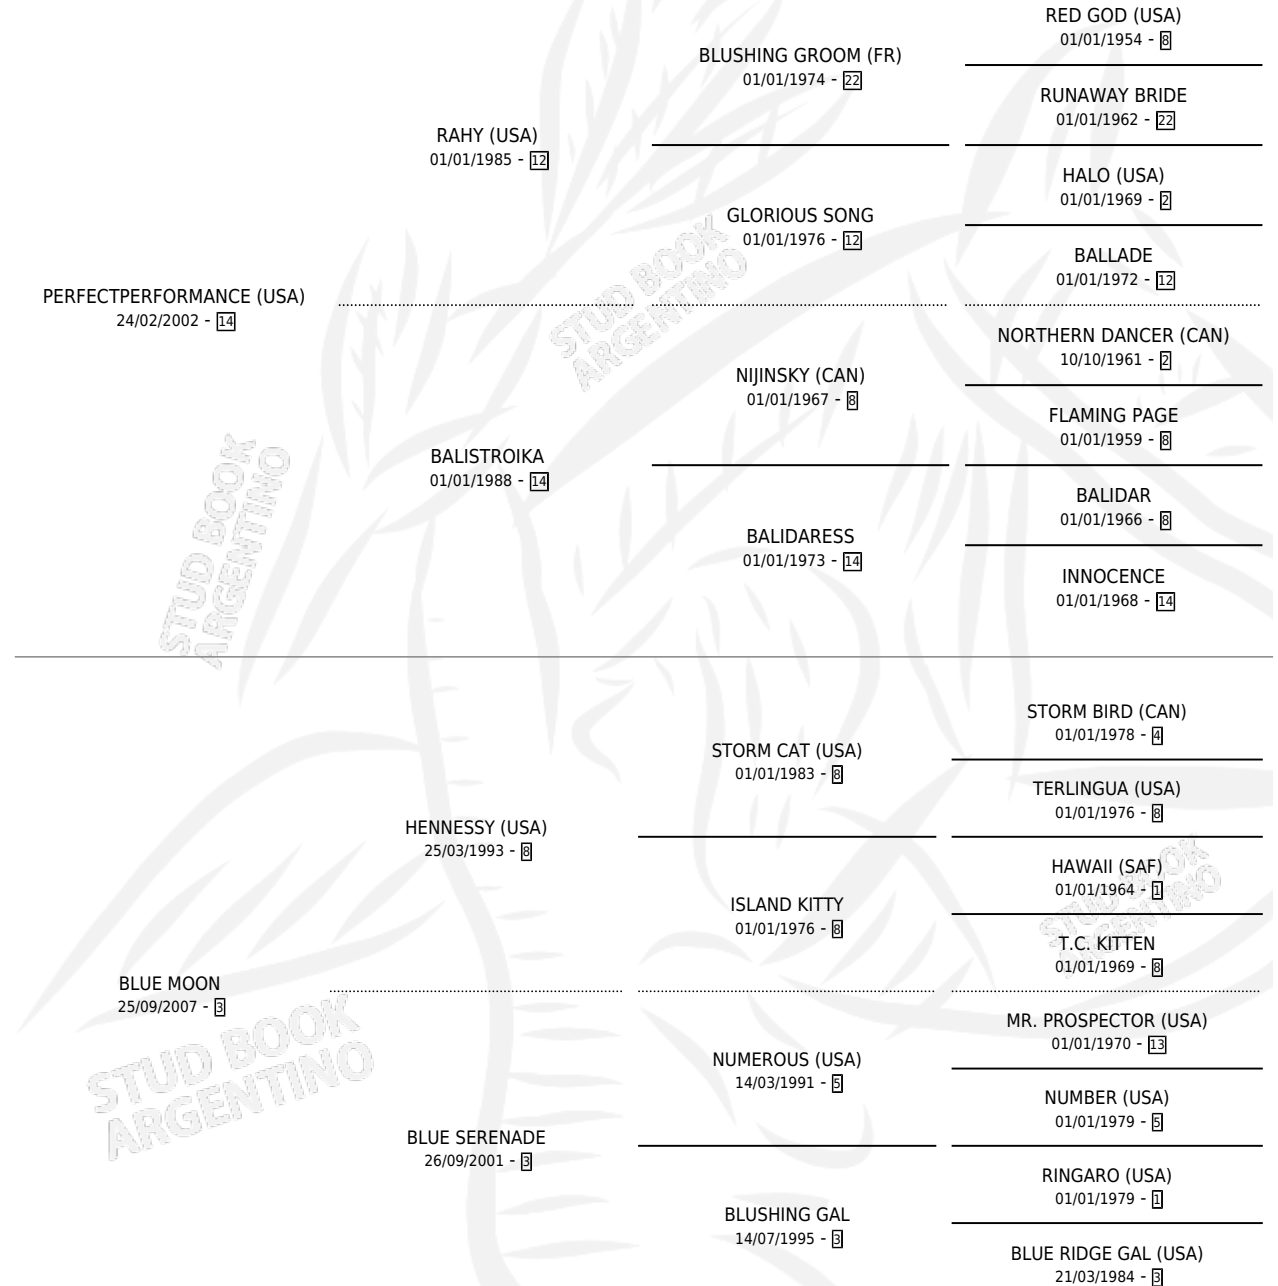 RED GOD (USA)
01/01/1954 - 8
BLUSHING GROOM (FR)
01/01/1974 - 22
RUNAWAY BRIDE
01/01/1962 - 22
RAHY (USA)
01/01/1985 - 12
HALO (USA)
01/01/1969 - 2
GLORIOUS SONG
01/01/1976 - 12
BALLADE
01/01/1972 - 12
PERFECTPERFORMANCE (USA)
24/02/2002 - 14
STUD BOOK
ARGENTINO
NORTHERN DANCER (CAN)
10/10/1961 - 2
NIJINSKY (CAN)
01/01/1967 - 8
FLAMING PAGE
01/01/1959 - 8
BALISTROIKA
01/01/1988 - 14
BALIDAR
01/01/1966 - 8
BALIDARESS
01/01/1973 - 14
INNOCENCE
01/01/1968 - 14
STUD BOOK
ARGENTINO
STORM BIRD (CAN)
01/01/1978 - 4
STORM CAT (USA)
01/01/1983 - 8
TERLINGUA (USA)
01/01/1976 - 8
HENNESSY (USA)
25/03/1993 - 8
HAWAII (SAF)
01/01/1964 - 1
ISLAND KITTY
01/01/1976 - 8
T.C. KITTEN
01/01/1969 - 8
STUD BOOK
ARGENTINO
BLUE MOON
25/09/2007 - 3
MR. PROSPECTOR (USA)
01/01/1970 - 13
NUMEROUS (USA)
14/03/1991 - 5
NUMBER (USA)
01/01/1979 - 5
STUD BOOK
ARGENTINO
BLUE SERENADE
26/09/2001 - 3
RINGARO (USA)
01/01/1979 - 1
BLUSHING GAL
14/07/1995 - 3
BLUE RIDGE GAL (USA)
21/03/1984 - 3